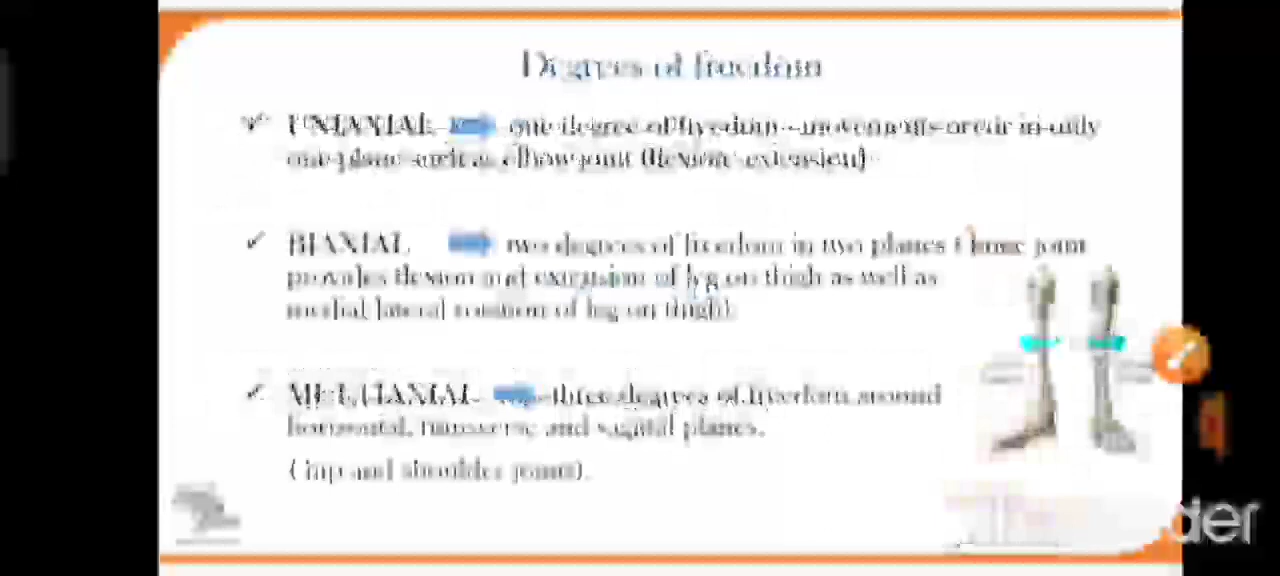 Degrees of freedom
UNIAXIAL one degree of freedom - movements occur in only
one plane such as elbow joint (flexion extension)
BIAXIAL two degrees of freedom in two planes ( knee joint
provides flexion and extension of leg on thigh as well as
medial lateral rotation of leg on thigh).
MULTIAXIAL three degrees of freedom around
horizontal, transverse and sagittal planes.
( hip and shoulder joints).
der